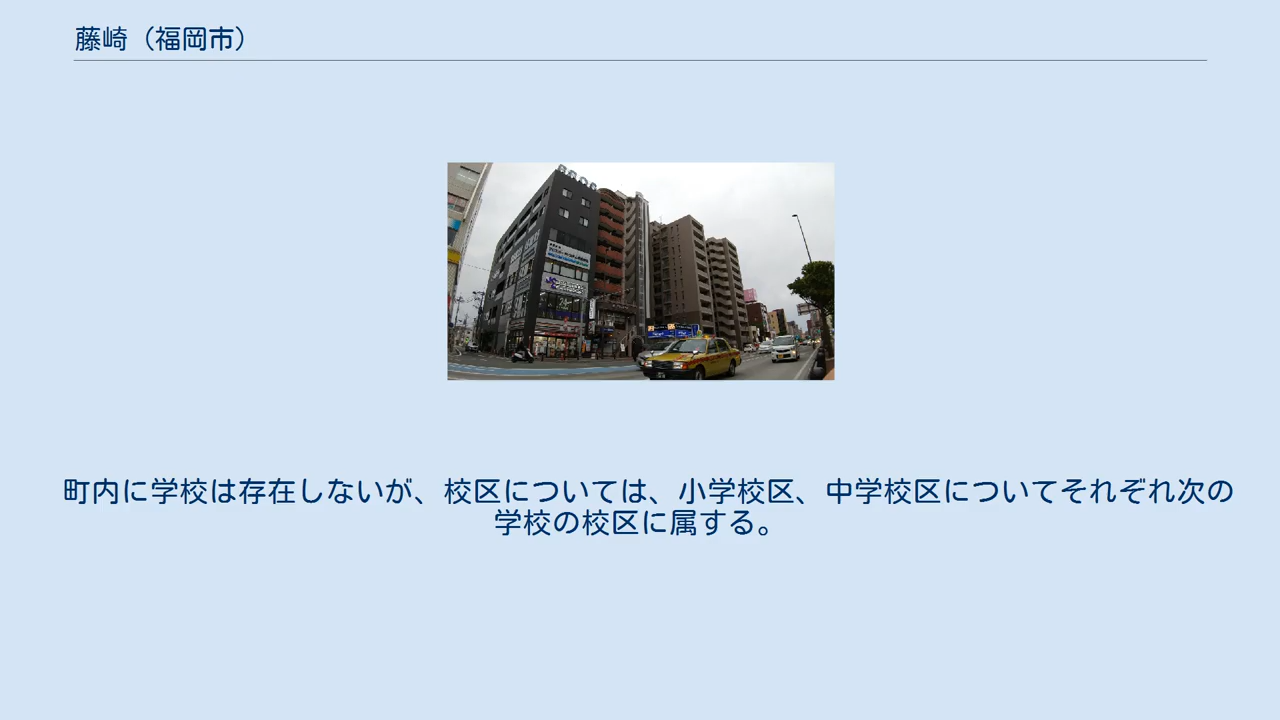 藤崎（福岡市）
町内に学校は存在しないが、校区については、小学校区、中学校区についてそれぞれ次の
学校の校区に属する。